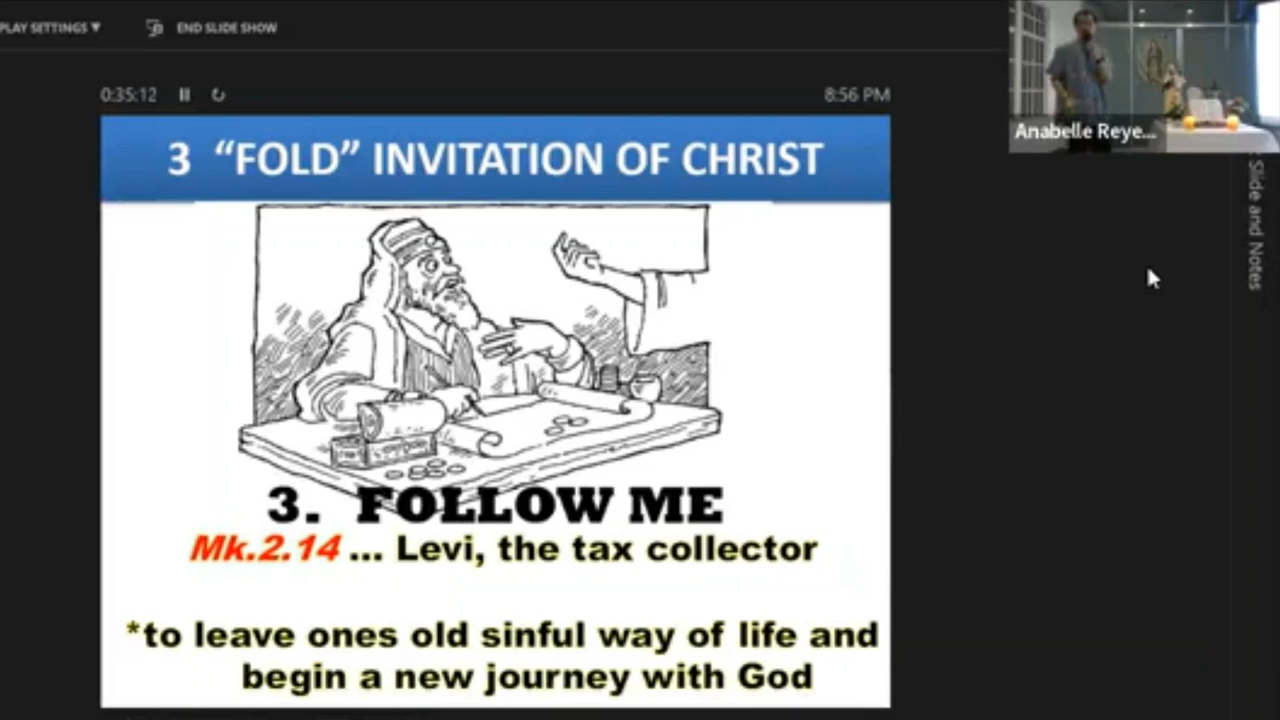 PLAY SETTINGS ▼ END SLIDE SHOW
0:35:12 8:56 PM
Anabelle Reye...
Slide and Notes
3 “FOLD” INVITATION OF CHRIST
3. FOLLOW ME
Mk.2.14 ... Levi, the tax collector
*to leave ones old sinful way of life and
begin a new journey with God